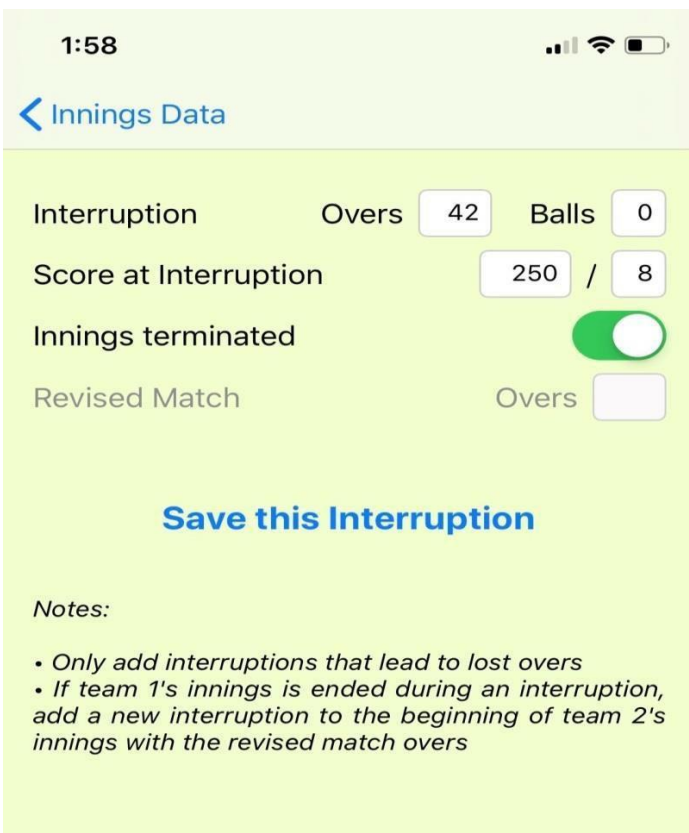 1:58
Innings Data
Interruption Overs 42 Balls 0
Score at Interruption 250 / 8
Innings terminated
Revised Match Overs
Save this Interruption
Notes:
• Only add interruptions that lead to lost overs
• If team 1's innings is ended during an interruption,
add a new interruption to the beginning of team 2's
innings with the revised match overs